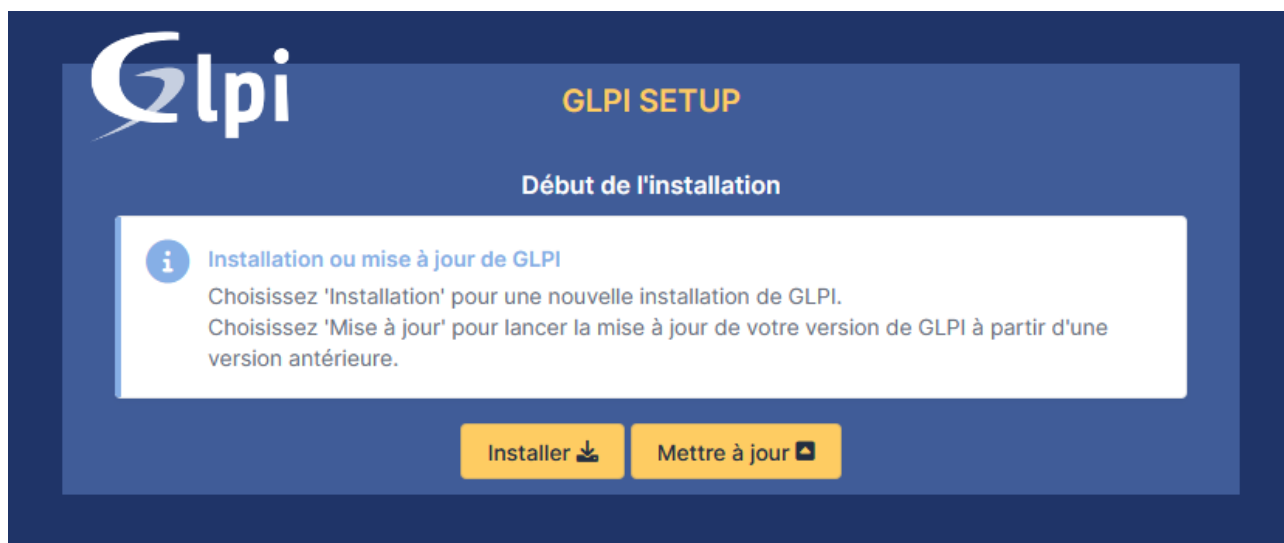 Glpi
GLPI SETUP
Début de l'installation
Installation ou mise à jour de GLPI
Choisissez 'Installation' pour une nouvelle installation de GLPI.
Choisissez 'Mise à jour' pour lancer la mise à jour de votre version de GLPI à partir d'une
version antérieure.
Installer Mettre à jour